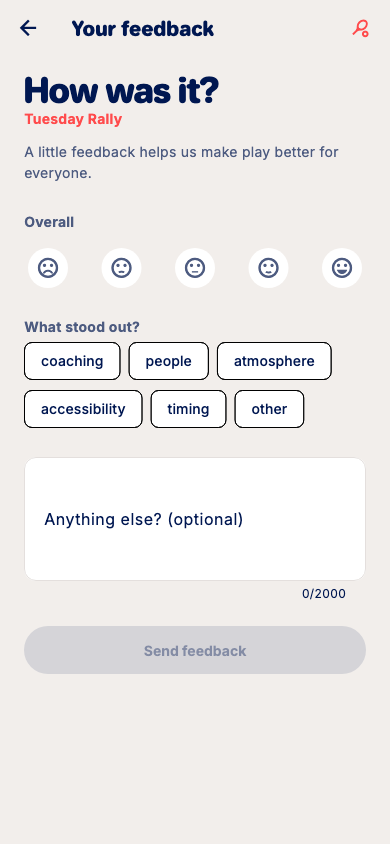 Your feedback
How was it?
Tuesday Rally
A little feedback helps us make play better for
everyone.
Overall
What stood out?
coaching people atmosphere
accessibility timing other
Anything else? (optional)
0/2000
Send feedback